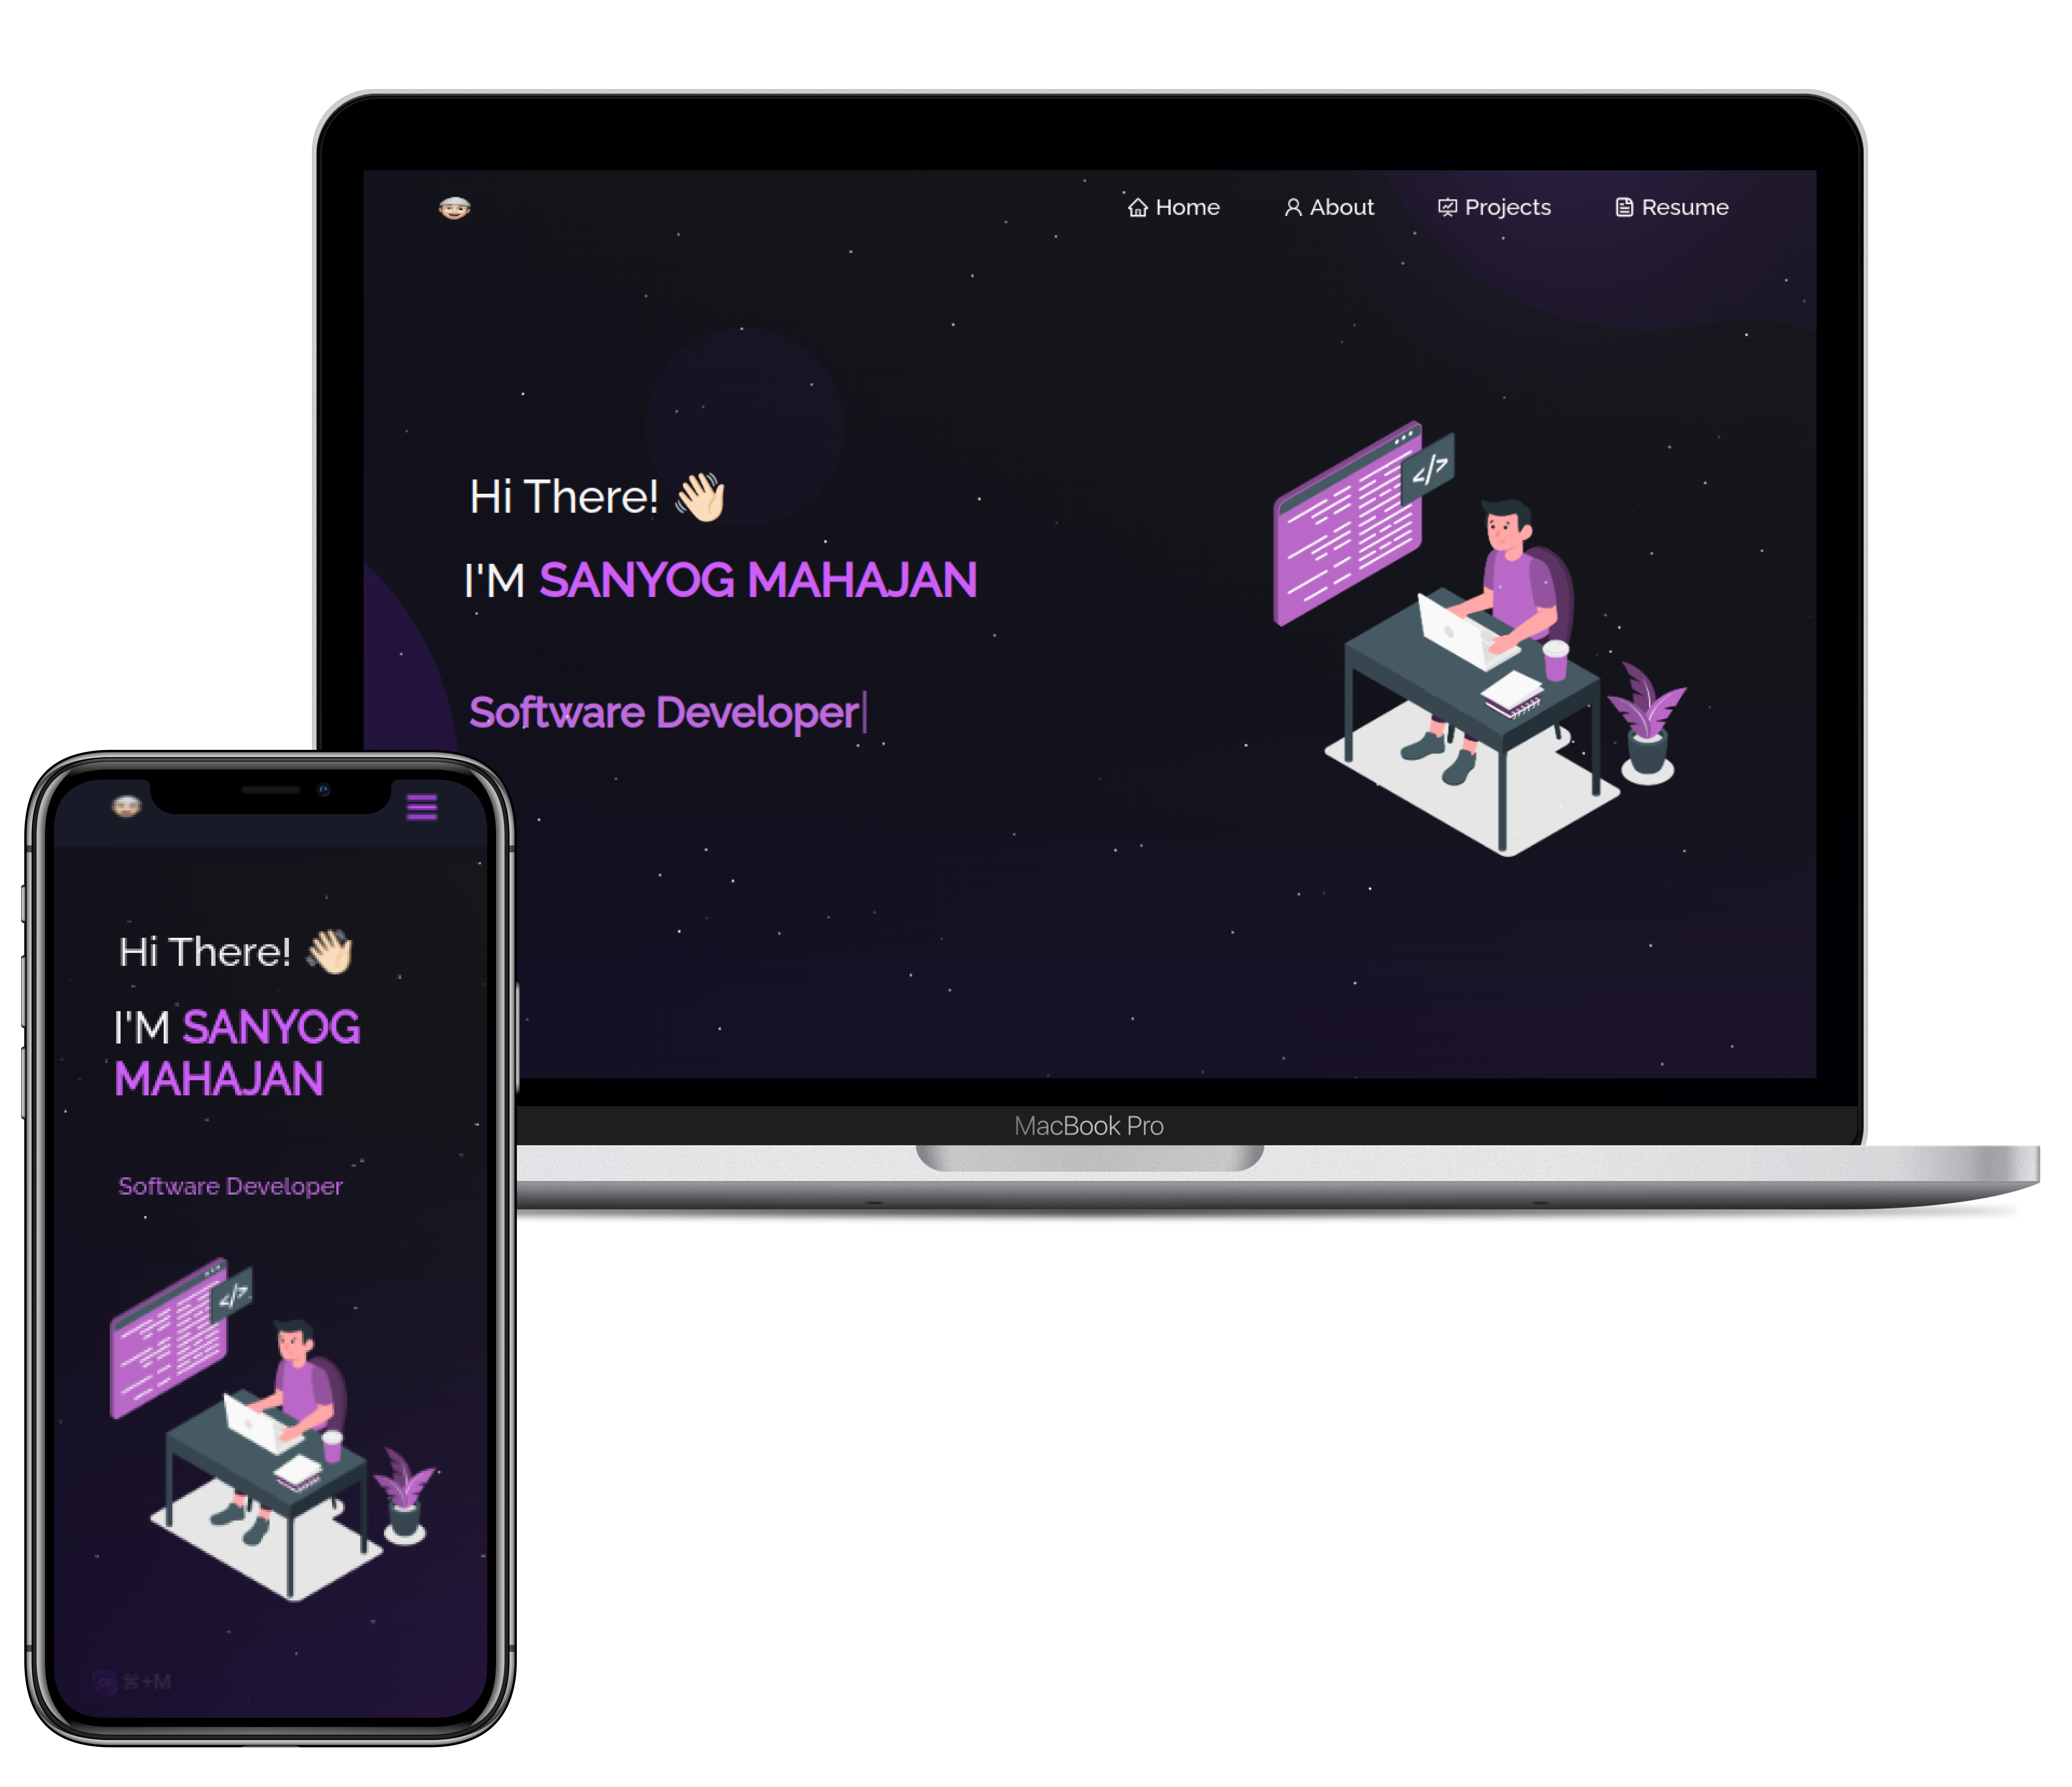 Home About Projects Resume
Hi There! 👋🏻
I'M SANYOG MAHAJAN
Software Developer
MacBook Pro
</>
Hi There! 👋🏻
I'M SANYOG
MAHAJAN
Software Developer
</>
⌘+M